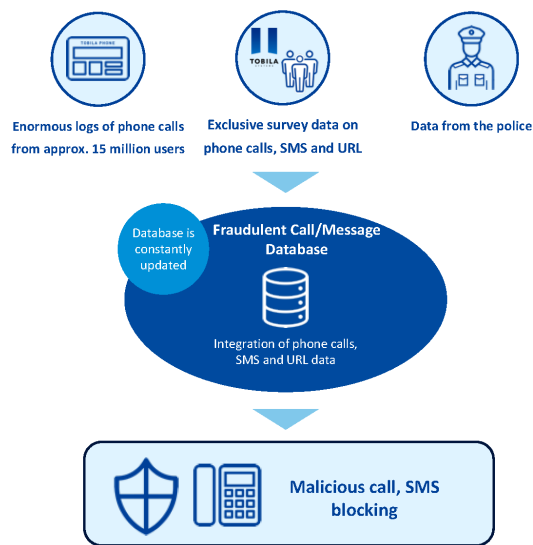 TOBILA PHONE
TOBILA
SYSTEMS
Enormous logs of phone calls
from approx. 15 million users
Exclusive survey data on
phone calls, SMS and URL
Data from the police
Database is
constantly
updated
Fraudulent Call/Message
Database
Integration of phone calls,
SMS and URL data
Malicious call, SMS
blocking